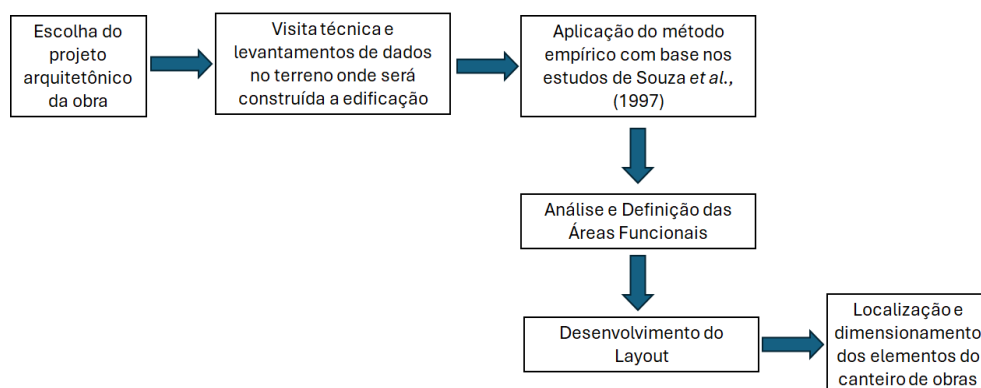 Escolha do
projeto
arquitetônico
da obra
Visita técnica e
levantamentos de dados
no terreno onde será
construída a edificação
Aplicação do método
empírico com base nos
estudos de Souza et al.,
(1997)
Análise e Definição das
Áreas Funcionais
Desenvolvimento do
Layout
Localização e
dimensionamento
dos elementos do
canteiro de obras